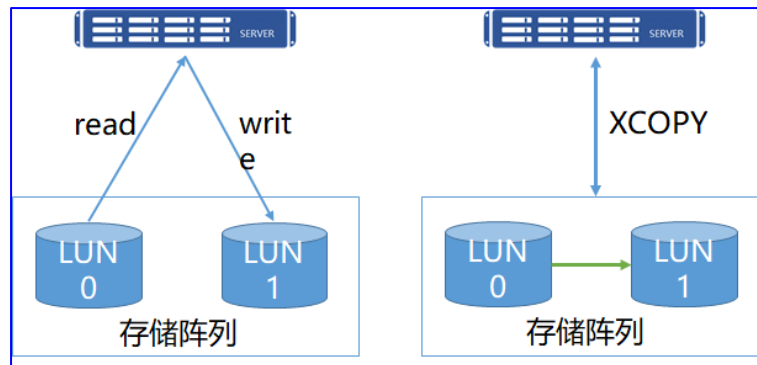 SERVER
read
writ
e
LUN
0
LUN
1
存储阵列
SERVER
XCOPY
LUN
0
LUN
1
存储阵列